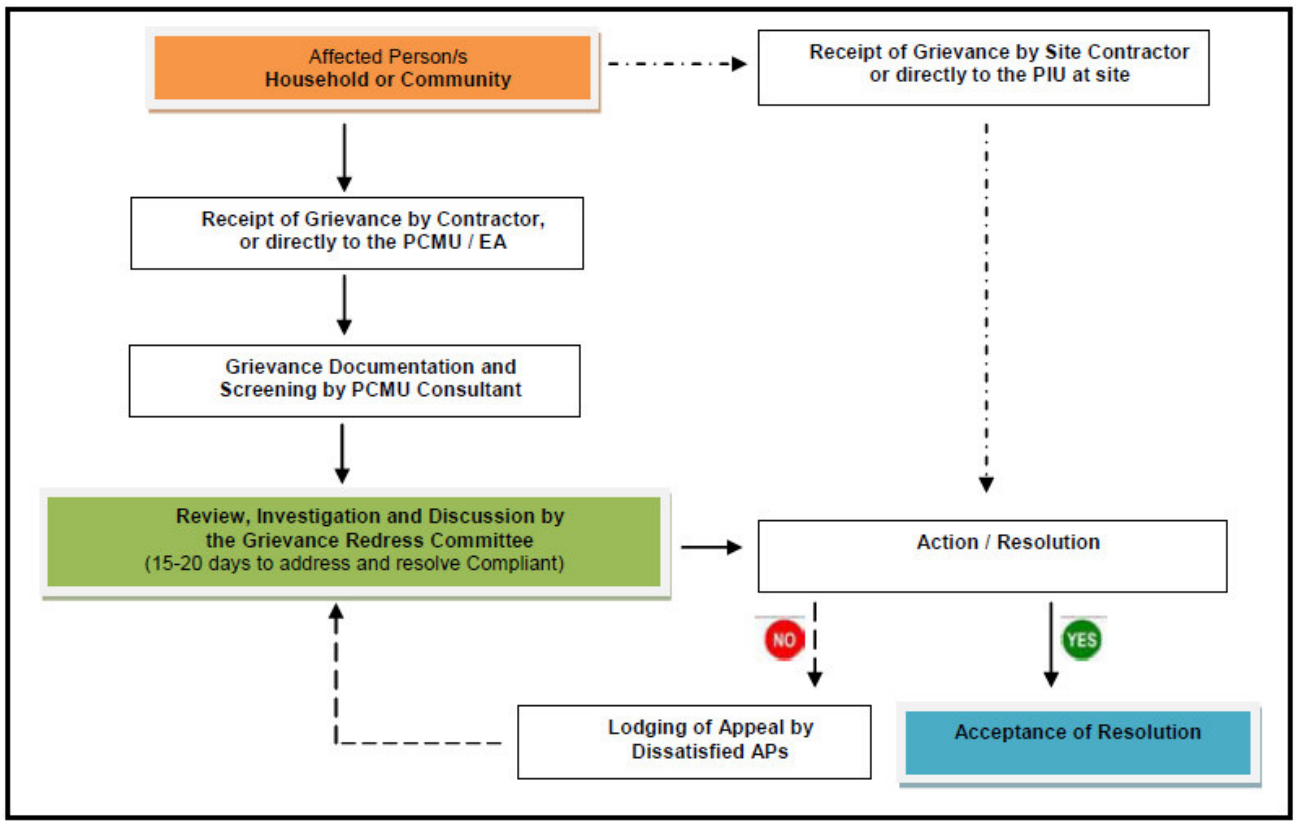 Affected Person/s
Household or Community
Receipt of Grievance by Site Contractor
or directly to the PIU at site
Receipt of Grievance by Contractor,
or directly to the PCMU / EA
Grievance Documentation and
Screening by PCMU Consultant
Review, Investigation and Discussion by
the Grievance Redress Committee
(15-20 days to address and resolve Compliant)
Action / Resolution
NO
YES
Lodging of Appeal by
Dissatisfied APs
Acceptance of Resolution